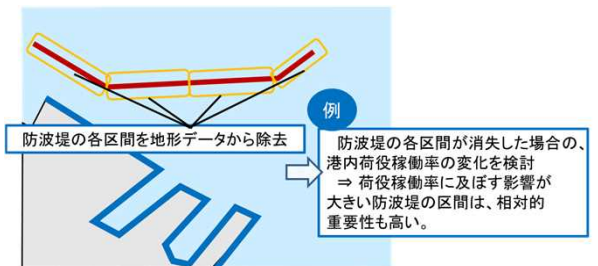 例
防波堤の各区間を地形データから除去
防波堤の各区間が消失した場合の、
港内荷役稼働率の変化を検討
⇒ 荷役稼働率に及ぼす影響が
大きい防波堤の区間は、相対的
重要性も高い。